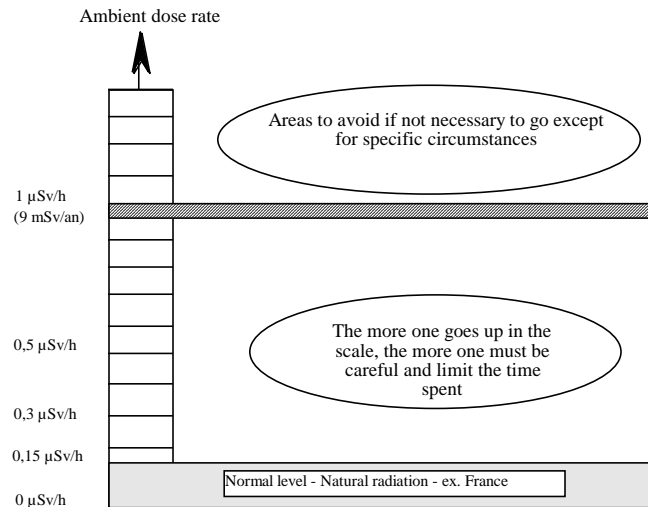 Ambient dose rate
Areas to avoid if not necessary to go except
for specific circumstances
1 µSv/h
(9 mSv/an)
The more one goes up in the
scale, the more one must be
careful and limit the time
spent
0,5 µSv/h
0,3 µSv/h
0,15 µSv/h
Normal level - Natural radiation - ex. France
0 µSv/h